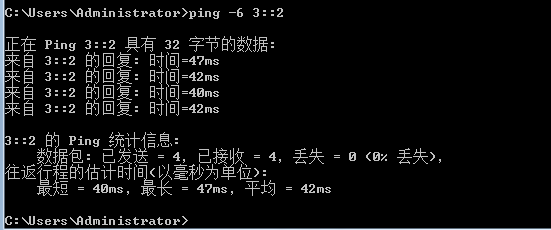 C:\Users\Administrator>ping -6 3::2
正在 Ping 3::2 具有 32 字节的数据:
来自 3::2 的回复: 时间=47ms
来自 3::2 的回复: 时间=42ms
来自 3::2 的回复: 时间=40ms
来自 3::2 的回复: 时间=42ms
3::2 的 Ping 统计信息:
    数据包: 已发送 = 4, 已接收 = 4, 丢失 = 0 (0% 丢失),
往返行程的估计时间(以毫秒为单位):
    最短 = 40ms, 最长 = 47ms, 平均 = 42ms
C:\Users\Administrator>